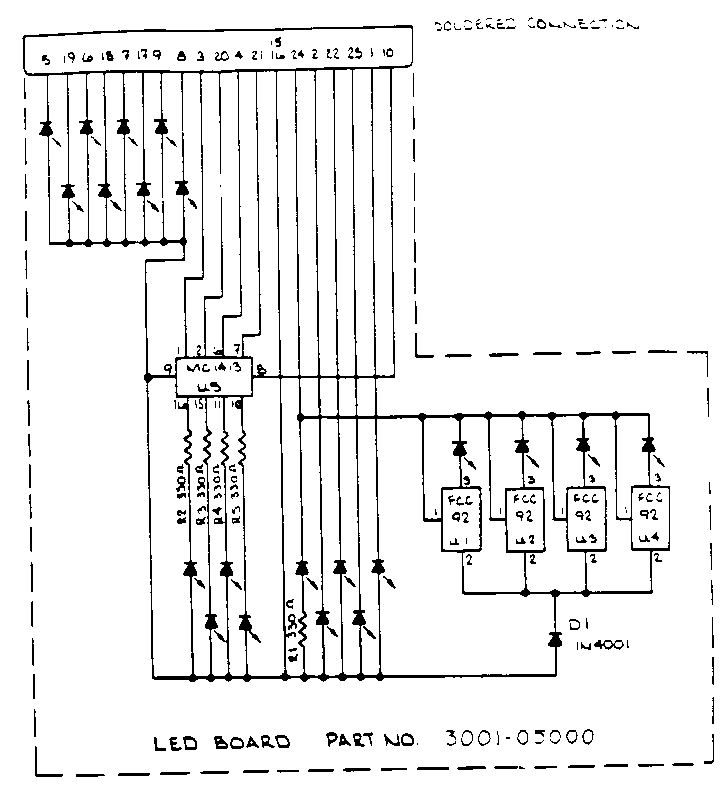 SOLDERED CONNECTION
15
5 19 6 18 7 17 9 8 3 20 4 21 16 24 2 22 23 1 10
1 2 6 7
9 MC1413 8
U5
16 15 11 10
R2 330Ω
R3 330Ω
R4 330Ω
R5 330Ω
R1 330Ω
3 3 3 3
FCC FCC FCC FCC
1 92 1 92 1 92 1 92
U1 U2 U3 U4
2 2 2 2
D1
1N4001
LED BOARD PART NO. 3001-05000